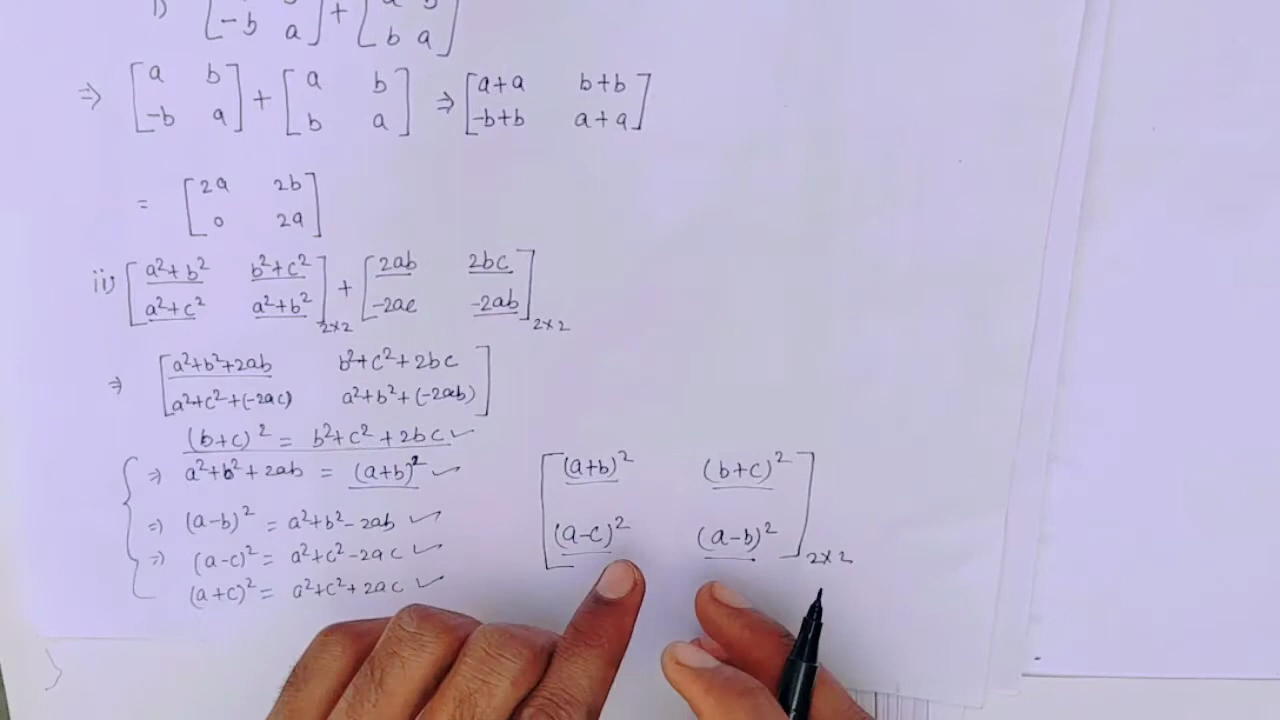 i) [ -b a ] + [ b a ]
⇒ [ a b ] + [ a b ] ⇒ [ a+a b+b ]
[ -b a ] [ b a ] [ -b+b a+a ]
= [ 2a 2b ]
[ 0 2a ]
ii) [ a²+b² b²+c² ] + [ 2ab 2bc ]
[ a²+c² a²+b² ]2×2 [ -2ac -2ab ]2×2
⇒ [ a²+b²+2ab b²+c²+2bc ]
[ a²+c²+(-2ac) a²+b²+(-2ab) ]
(b+c)² = b²+c²+2bc ✓
⇒ a²+b²+2ab = (a+b)² ✓
⇒ (a-b)² = a²+b²-2ab ✓
⇒ (a-c)² = a²+c²-2ac ✓
(a+c)² = a²+c²+2ac ✓
[ (a+b)² (b+c)² ]
[ (a-c)² (a-b)² ]2×2